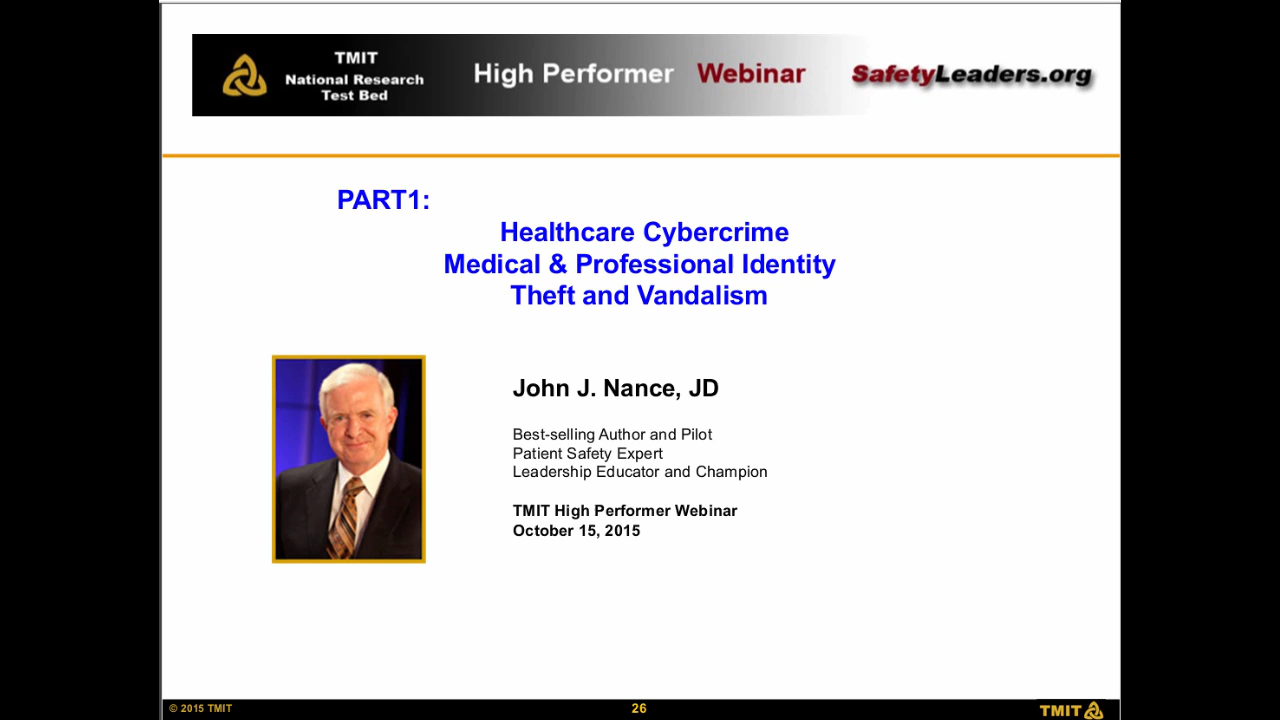 TMIT
National Research
Test Bed
High Performer Webinar
SafetyLeaders.org
PART1:
Healthcare Cybercrime
Medical & Professional Identity
Theft and Vandalism
John J. Nance, JD
Best-selling Author and Pilot
Patient Safety Expert
Leadership Educator and Champion
TMIT High Performer Webinar
October 15, 2015
© 2015 TMIT
26
TMIT